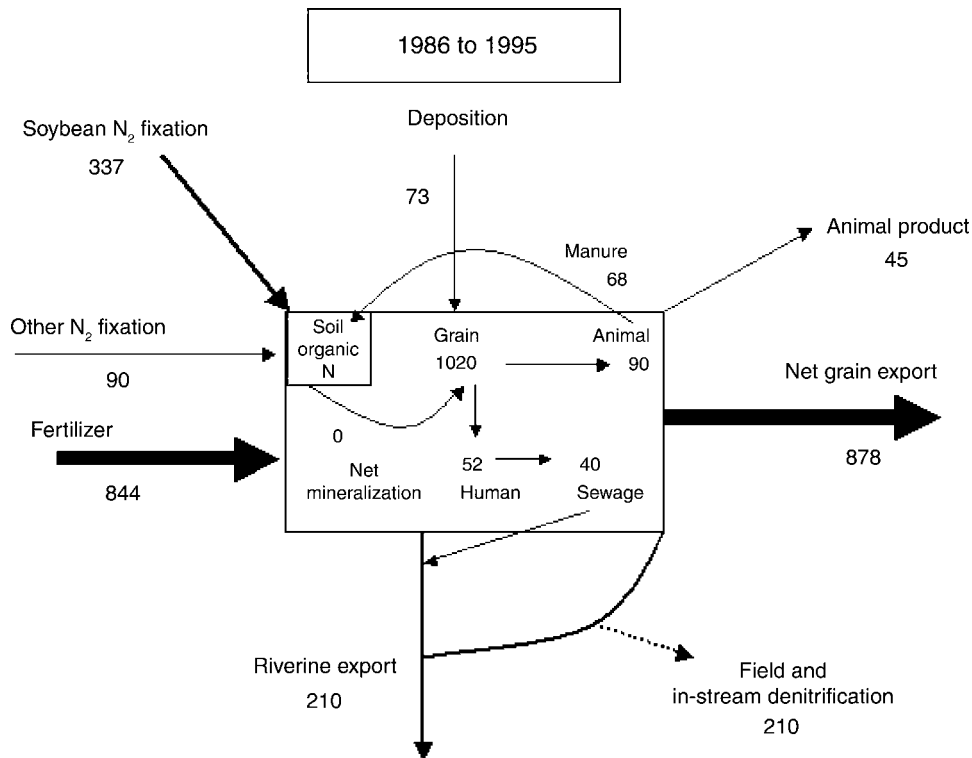 1986 to 1995
Deposition
73
Soybean N₂ fixation
337
Manure
68
Animal product
45
Other N₂ fixation
90
Soil
organic
N
Grain
1020
Animal
90
Net grain export
878
Fertilizer
844
0
Net
mineralization
52
Human
40
Sewage
Riverine export
210
Field and
in-stream denitrification
210